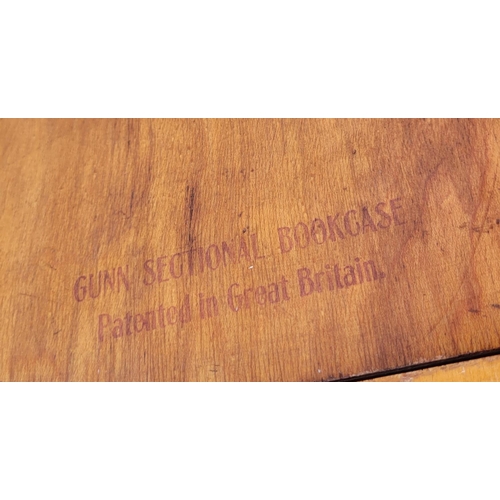 GUNN SECTIONAL BOOKCASE
Patented in Great Britain.